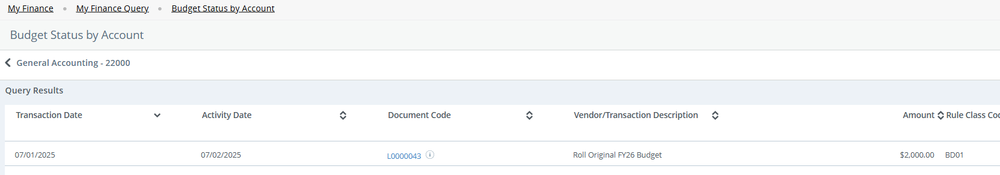 My Finance • My Finance Query • Budget Status by Account
Budget Status by Account
General Accounting - 22000
Query Results
Transaction Date Activity Date Document Code Vendor/Transaction Description Amount Rule Class Coc
07/01/2025 07/02/2025 L0000043 Roll Original FY26 Budget $2,000.00 BD01